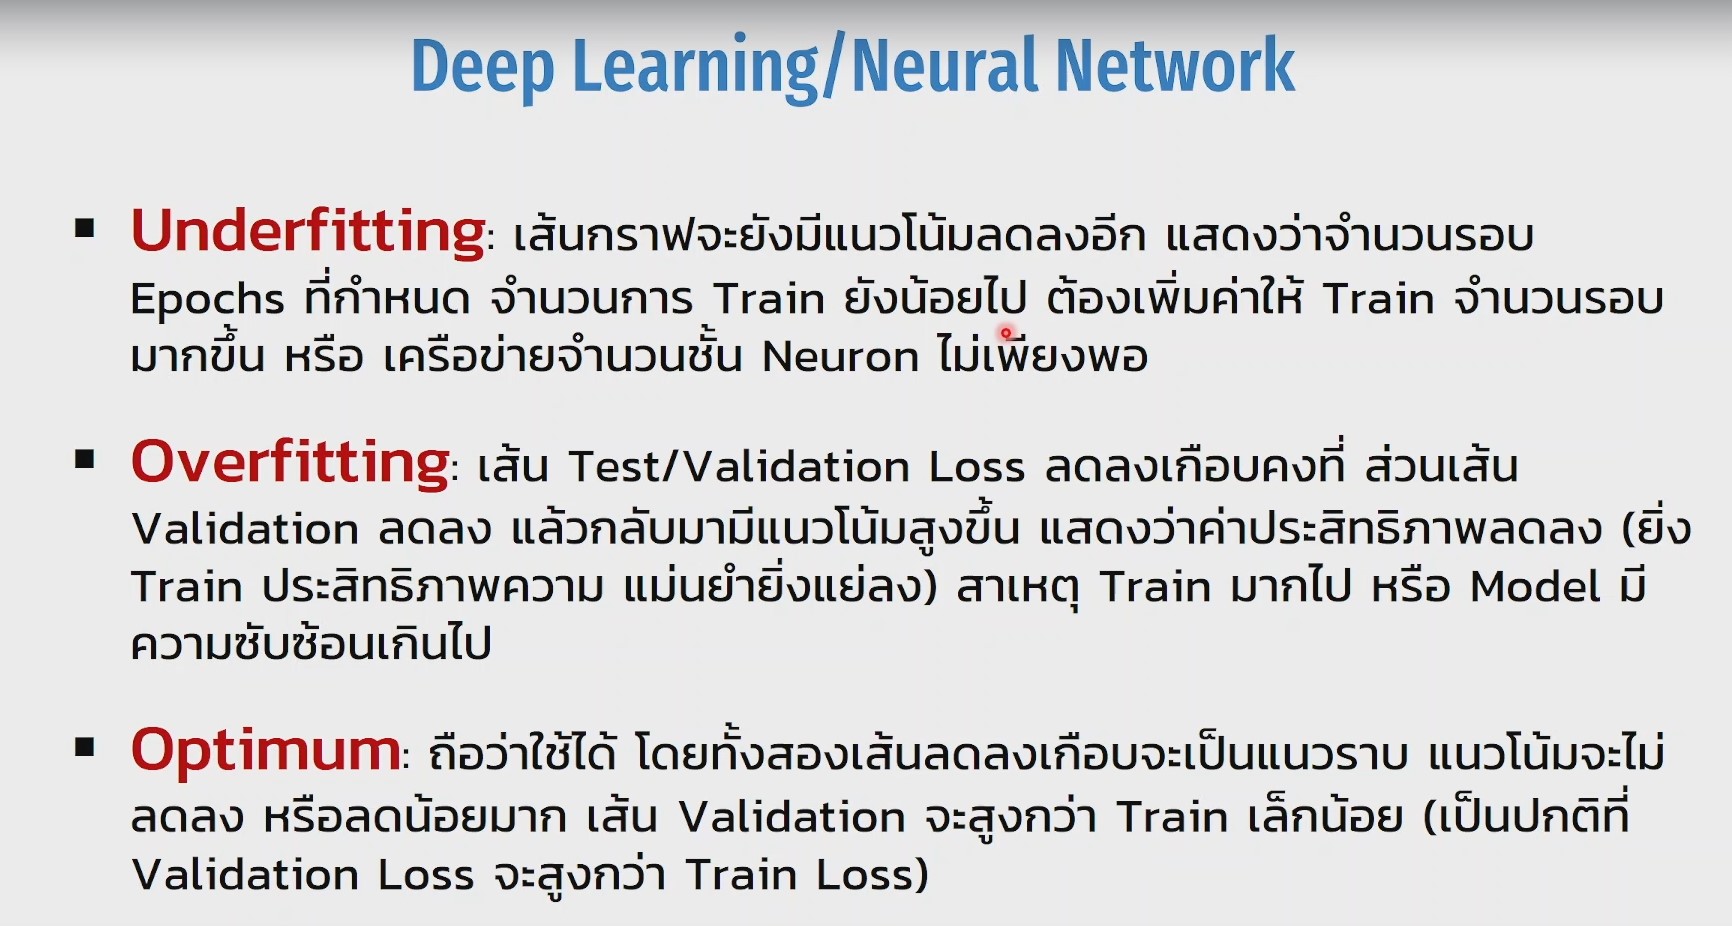 Deep Learning/Neural Network
▪ Underfitting: เส้นกราฟจะยังมีแนวโน้มลดลงอีก แสดงว่าจำนวนรอบ
Epochs ที่กำหนด จำนวนการ Train ยังน้อยไป ต้องเพิ่มค่าให้ Train จำนวนรอบ
มากขึ้น หรือ เครือข่ายจำนวนชั้น Neuron ไม่เพียงพอ
▪ Overfitting: เส้น Test/Validation Loss ลดลงเกือบคงที่ ส่วนเส้น
Validation ลดลง แล้วกลับมามีแนวโน้มสูงขึ้น แสดงว่าค่าประสิทธิภาพลดลง (ยิ่ง
Train ประสิทธิภาพความ แม่นยำยิ่งแย่ลง) สาเหตุ Train มากไป หรือ Model มี
ความซับซ้อนเกินไป
▪ Optimum: ถือว่าใช้ได้ โดยทั้งสองเส้นลดลงเกือบจะเป็นแนวราบ แนวโน้มจะไม่
ลดลง หรือลดน้อยมาก เส้น Validation จะสูงกว่า Train เล็กน้อย (เป็นปกติที่
Validation Loss จะสูงกว่า Train Loss)